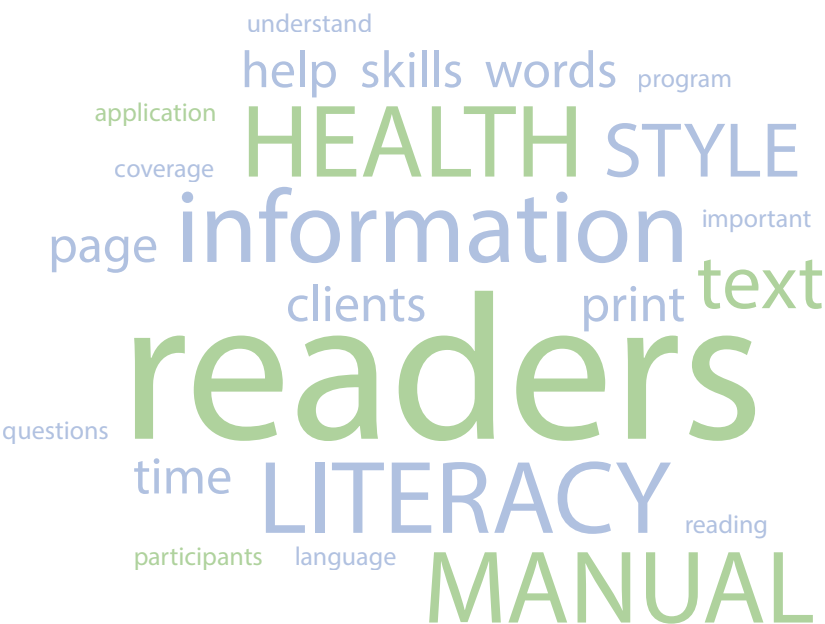 understand
help skills words program
application HEALTH STYLE
coverage
page information important
clients print text
readers
questions
time LITERACY reading
participants language MANUAL